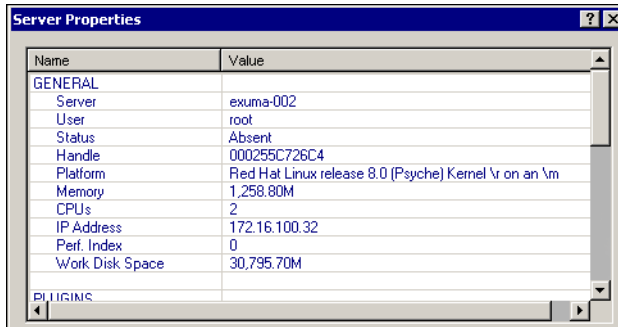 Server Properties
Name Value
GENERAL
Server exuma-002
User root
Status Absent
Handle 000255C726C4
Platform Red Hat Linux release 8.0 (Psyche) Kernel \r on an \m
Memory 1,258.80M
CPUs 2
IP Address 172.16.100.32
Perf. Index 0
Work Disk Space 30,795.70M
PLUGINS